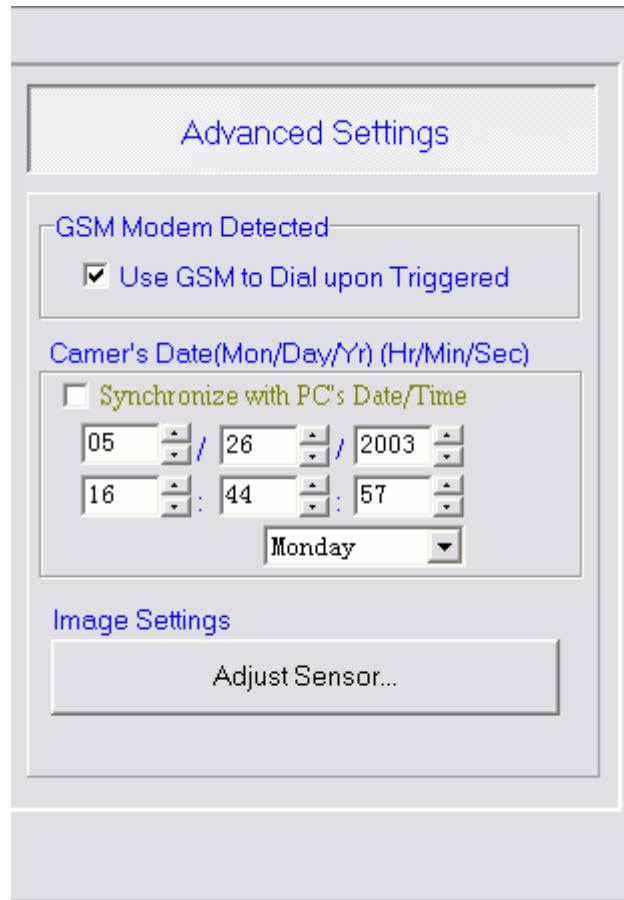 Advanced Settings
GSM Modem Detected
Use GSM to Dial upon Triggered
Camer's Date(Mon/Day/Yr) (Hr/Min/Sec)
Synchronize with PC's Date/Time
05 / 26 / 2003
16 : 44 : 57
Monday
Image Settings
Adjust Sensor...